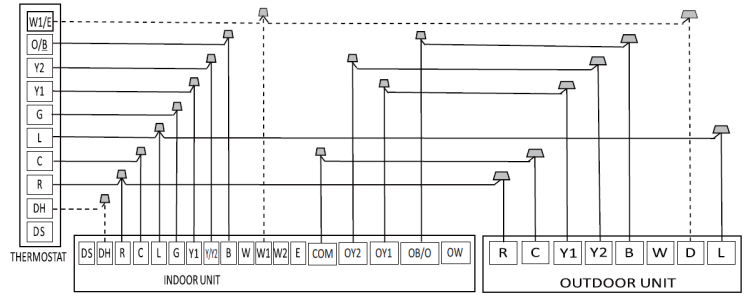 W1/E
O/B
Y2
Y1
G
L
C
R
DH
DS
THERMOSTAT
DS DH R C L G Y1 Y/Y2 B W W1 W2 E COM OY2 OY1 OB/O OW
INDOOR UNIT
R C Y1 Y2 B W D L
OUTDOOR UNIT